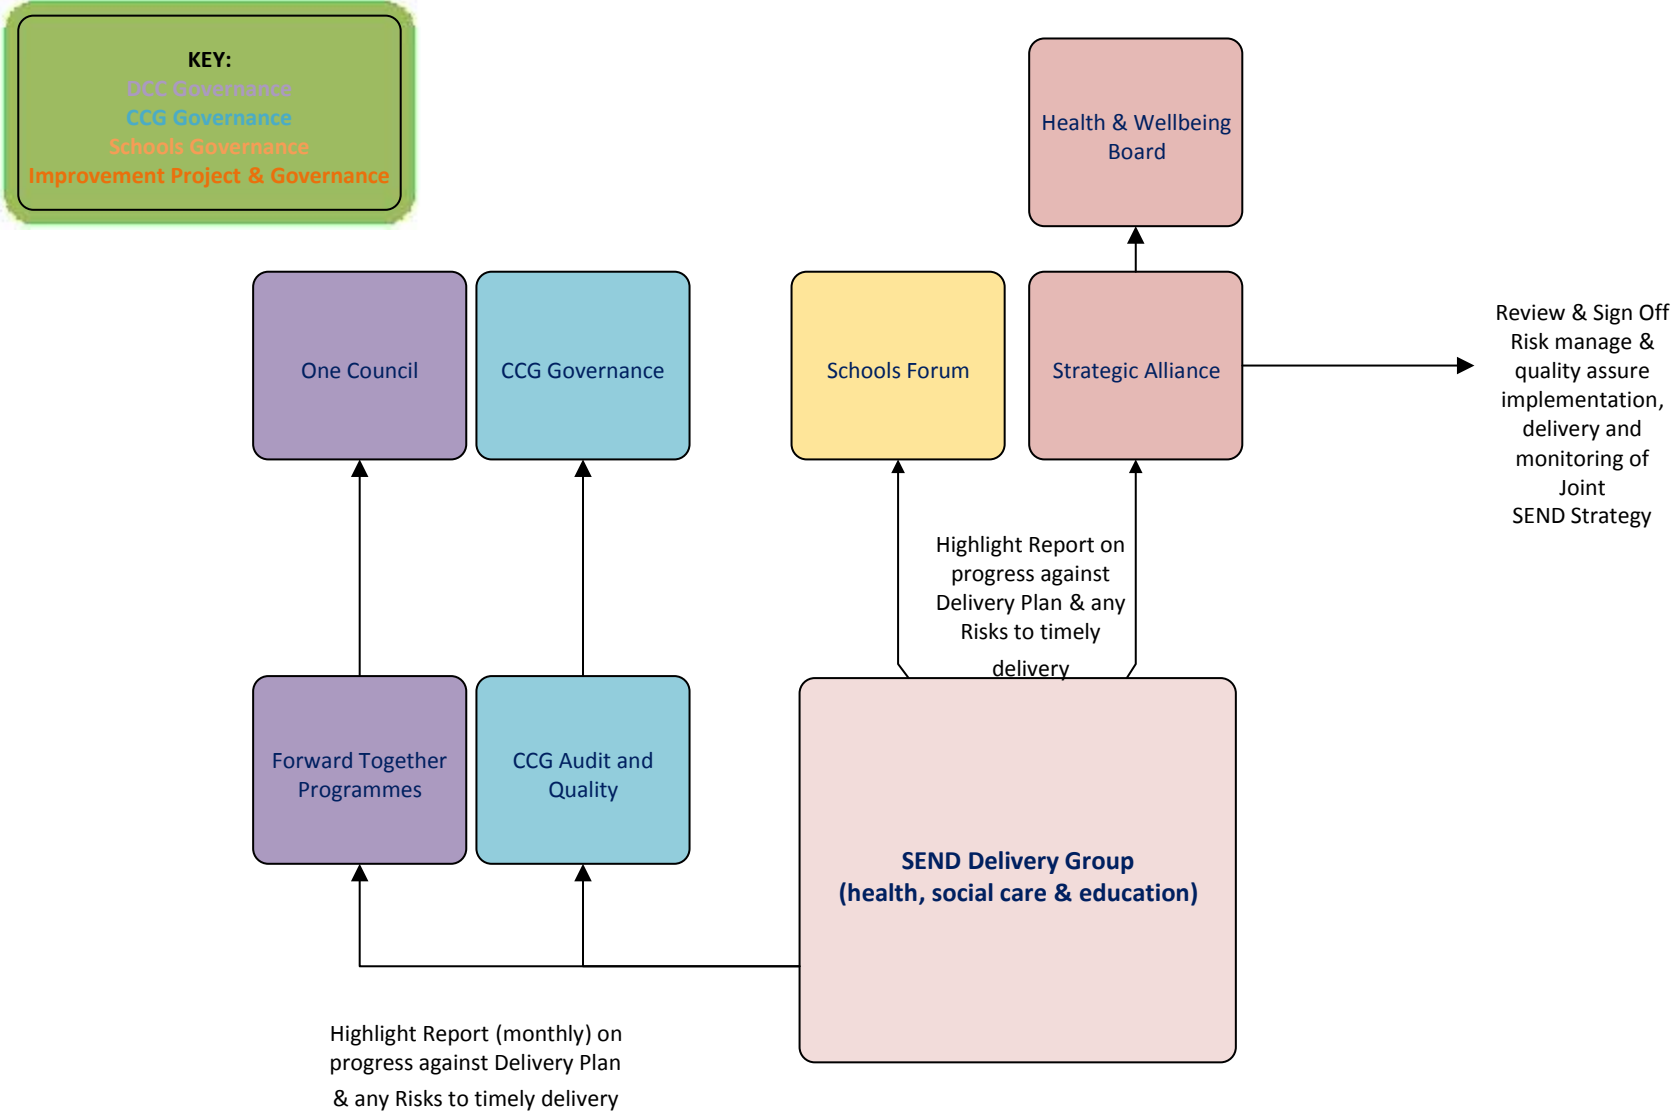 KEY:
DCC Governance
CCG Governance
Schools Governance
Improvement Project & Governance
Health & Wellbeing
Board
One Council
CCG Governance
Schools Forum
Strategic Alliance
Review & Sign Off
Risk manage &
quality assure
implementation,
delivery and
monitoring of
Joint
SEND Strategy
Highlight Report on
progress against
Delivery Plan & any
Risks to timely
delivery
Forward Together
Programmes
CCG Audit and
Quality
SEND Delivery Group
(health, social care & education)
Highlight Report (monthly) on
progress against Delivery Plan
& any Risks to timely delivery